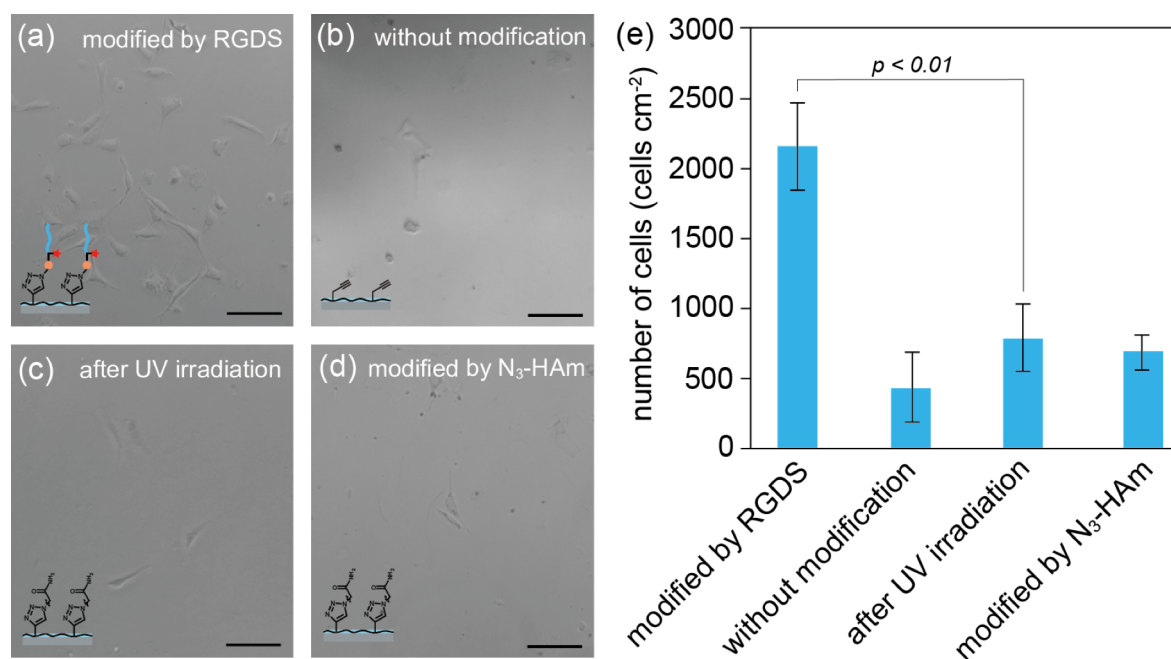 (a) modified by RGDS
(b) without modification
(c) after UV irradiation
(d) modified by N₃-HAm
(e)
p < 0.01
number of cells (cells cm⁻²)
3000
2500
2000
1500
1000
500
0
modified by RGDS
without modification
after UV irradiation
modified by N₃-HAm